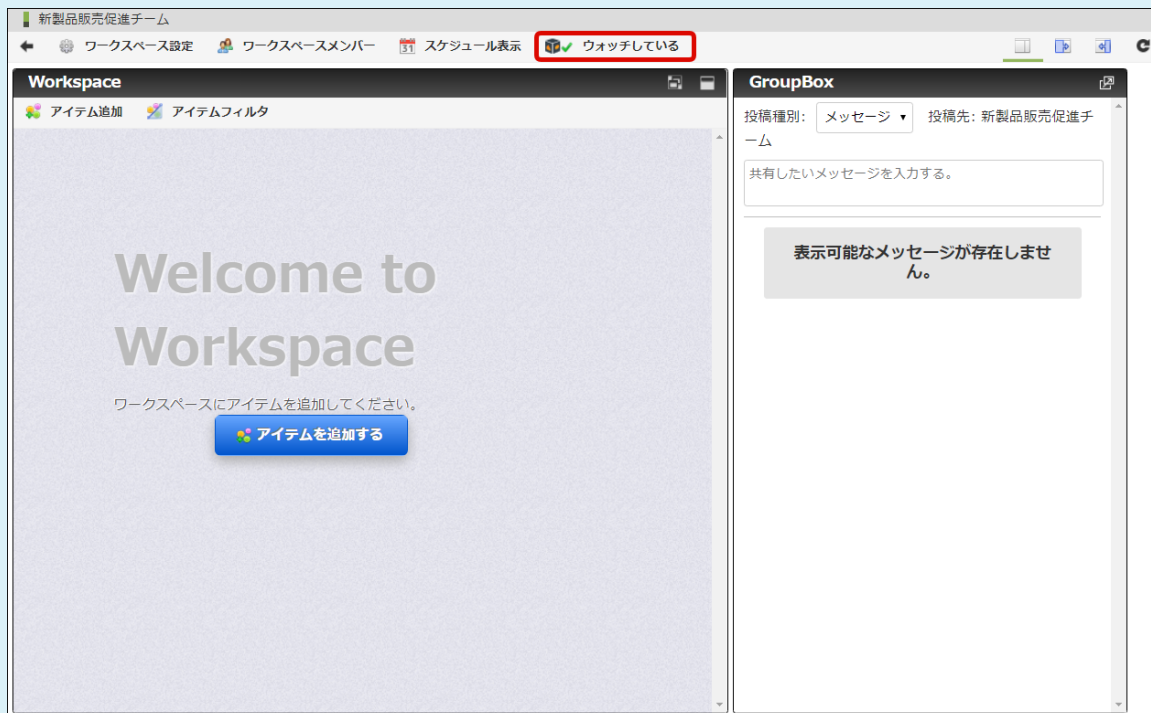 新製品販売促進チーム
ワークスペース設定 ワークスペースメンバー 31 スケジュール表示 ウォッチしている
Workspace
アイテム追加 アイテムフィルタ
Welcome to
Workspace
ワークスペースにアイテムを追加してください。
アイテムを追加する
GroupBox
投稿種別: メッセージ 投稿先: 新製品販売促進チ
ーム
共有したいメッセージを入力する。
表示可能なメッセージが存在しませ
ん。